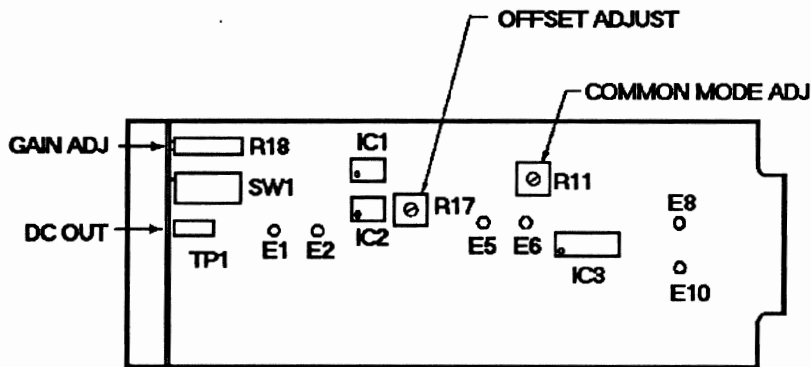 OFFSET ADJUST
COMMON MODE ADJ
GAIN ADJ
R18
IC1
SW1
R11
R17
E8
DC OUT
IC2
TP1
E1
E2
E5
E6
IC3
E10